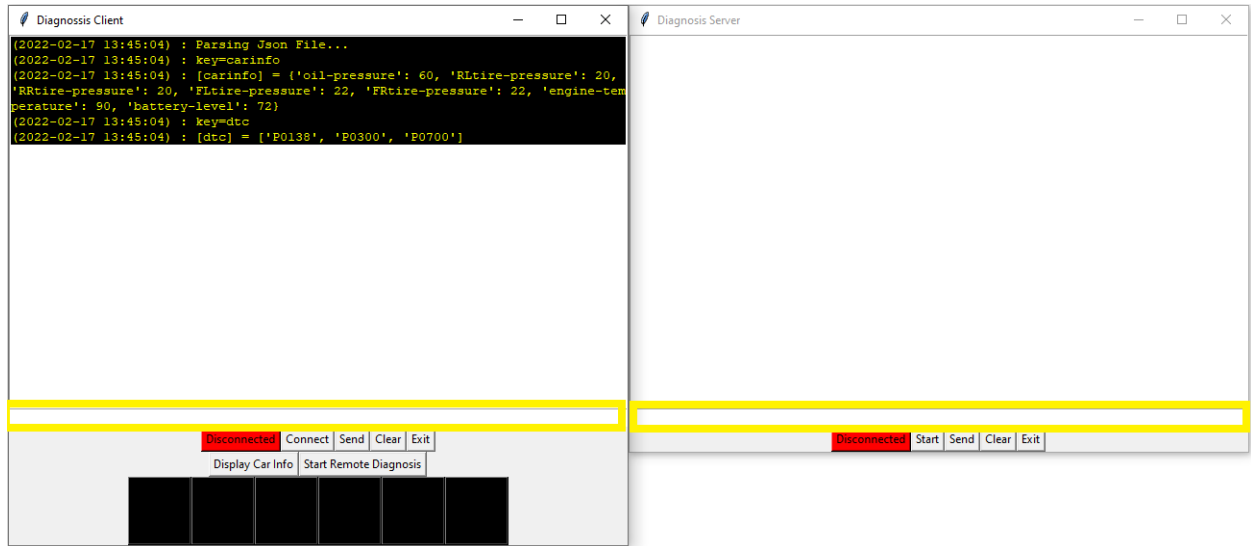 Diagnossis Client
(2022-02-17 13:45:04) : Parsing Json File...
(2022-02-17 13:45:04) : key=carinfo
(2022-02-17 13:45:04) : [carinfo] = {'oil-pressure': 60, 'RLtire-pressure': 20,
'RRtire-pressure': 20, 'FLtire-pressure': 22, 'FRtire-pressure': 22, 'engine-tem
perature': 90, 'battery-level': 72}
(2022-02-17 13:45:04) : key=dtc
(2022-02-17 13:45:04) : [dtc] = ['P0138', 'P0300', 'P0700']
Disconnected Connect Send Clear Exit
Display Car Info Start Remote Diagnosis
Diagnosis Server
Disconnected Start Send Clear Exit